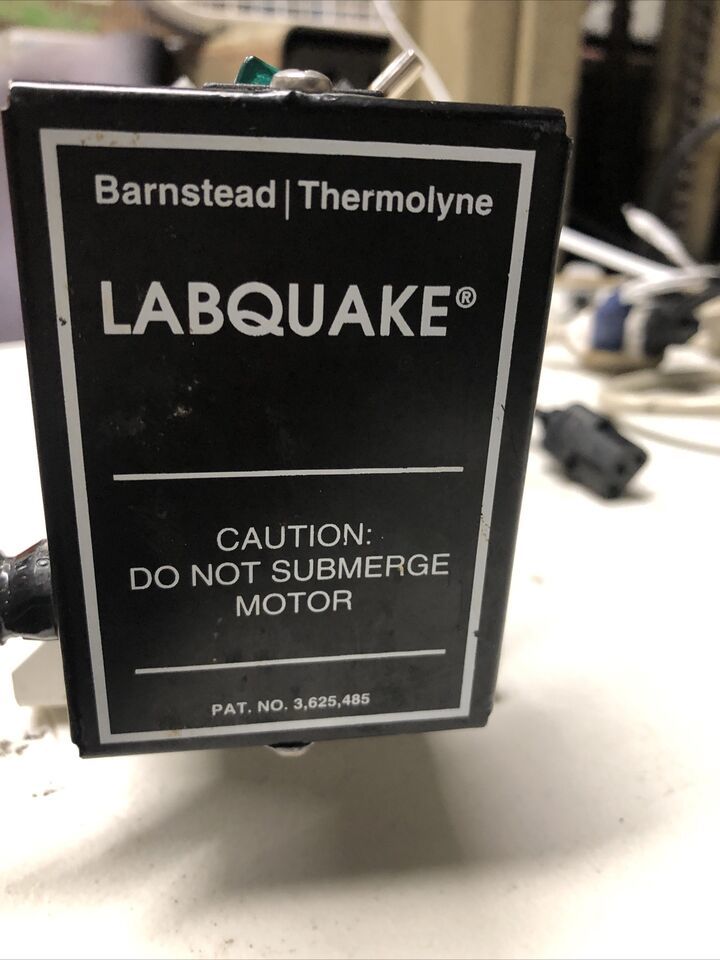 Barnstead | Thermolyne
LABQUAKE®
CAUTION:
DO NOT SUBMERGE
MOTOR
PAT. NO. 3,625,485